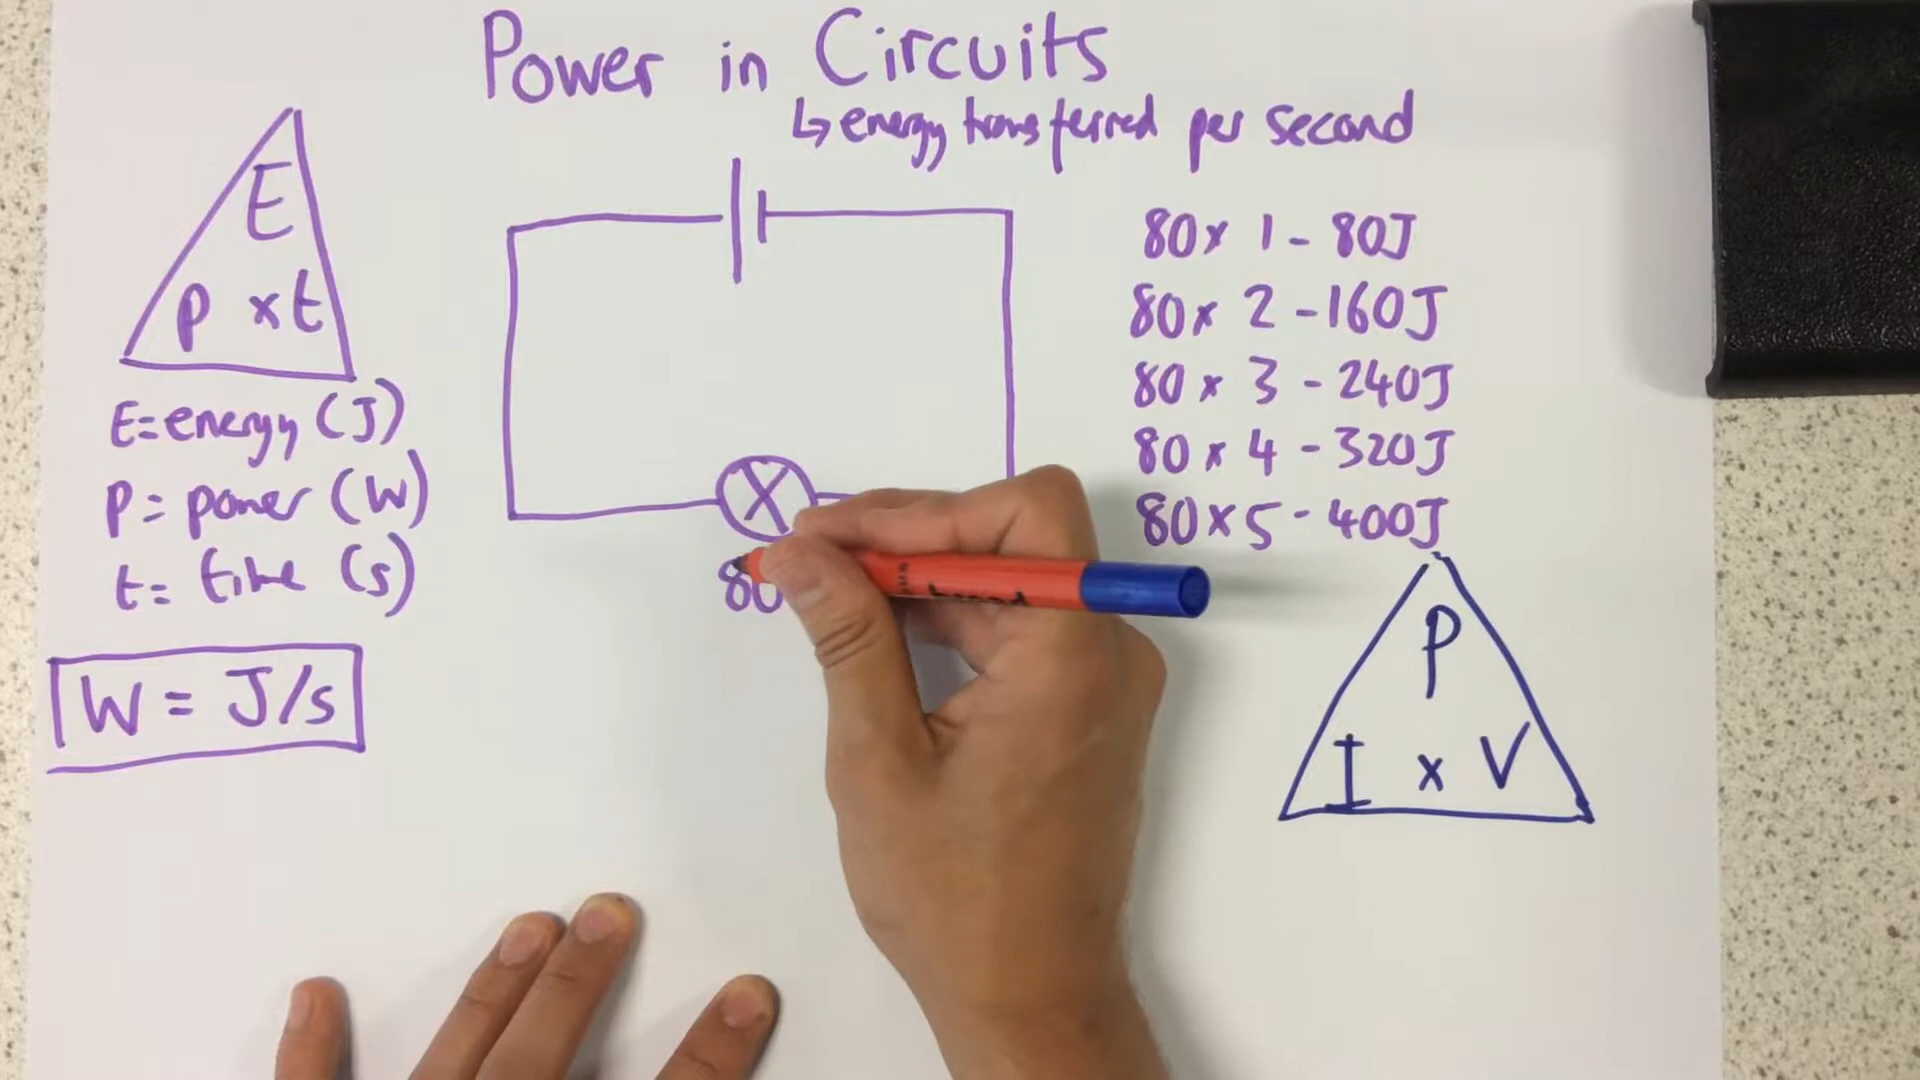 Power in Circuits
↳ energy transferred per second
E
P x t
E=energy (J)
P= power (W)
t= time (s)
W = J/s
80
80 x 1 - 80J
80 x 2 - 160J
80 x 3 - 240J
80 x 4 - 320J
80 x 5 - 400J
P
I x V